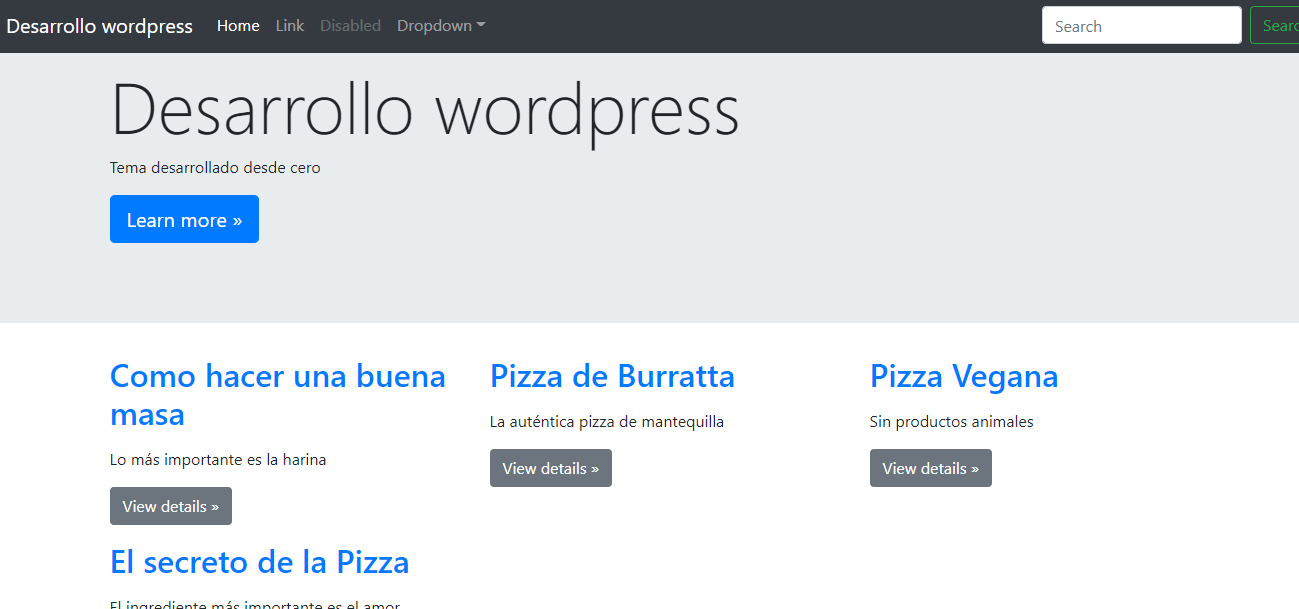 Desarrollo wordpress Home Link Disabled Dropdown Search Searc
Desarrollo wordpress
Tema desarrollado desde cero
Learn more »
Como hacer una buena
masa
Lo más importante es la harina
View details »
Pizza de Burratta
La auténtica pizza de mantequilla
View details »
Pizza Vegana
Sin productos animales
View details »
El secreto de la Pizza
El ingrediente más importante es el amor